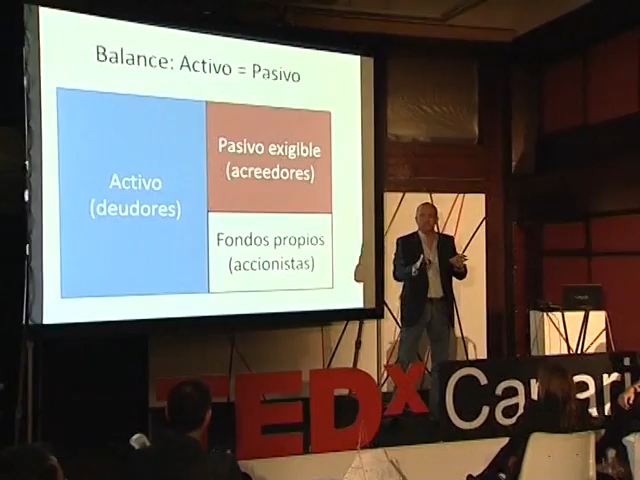 Balance: Activo = Pasivo
Activo
(deudores)
Pasivo exigible
(acreedores)
Fondos propios
(accionistas)
TEDx